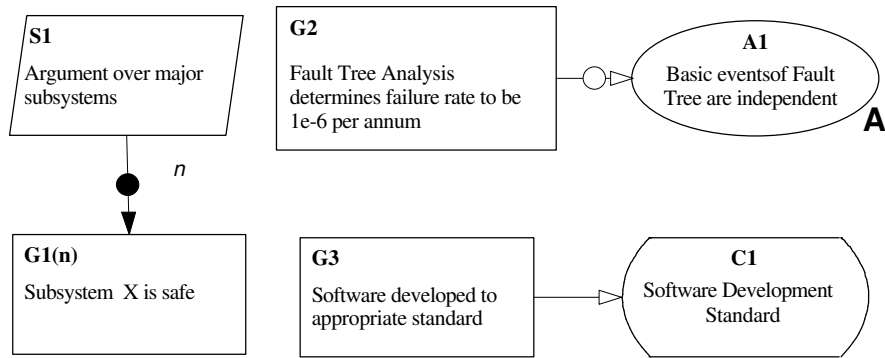 S1
Argument over major
subsystems
n
G1(n)
Subsystem X is safe
G2
Fault Tree Analysis
determines failure rate to be
1e-6 per annum
A1
Basic eventsof Fault
Tree are independent
A
G3
Software developed to
appropriate standard
C1
Software Development
Standard